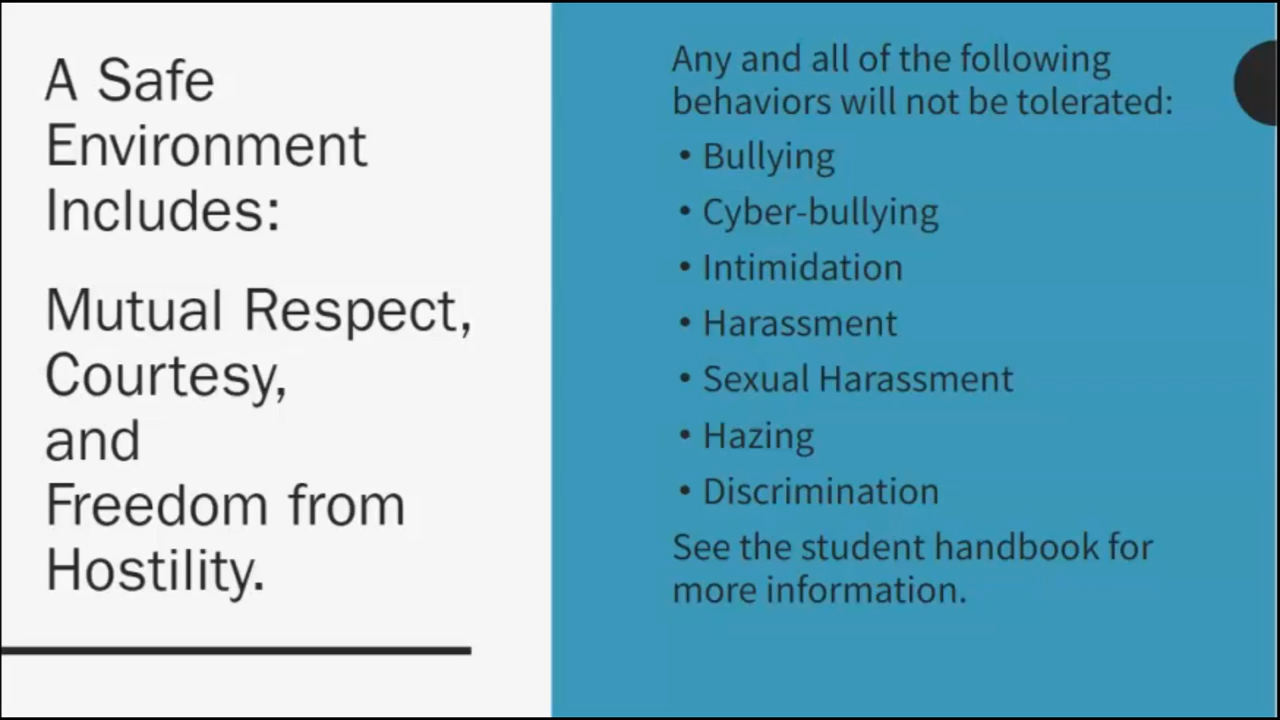 A Safe
Environment
Includes:
Mutual Respect,
Courtesy,
and
Freedom from
Hostility.
Any and all of the following
behaviors will not be tolerated:
• Bullying
• Cyber-bullying
• Intimidation
• Harassment
• Sexual Harassment
• Hazing
• Discrimination
See the student handbook for
more information.